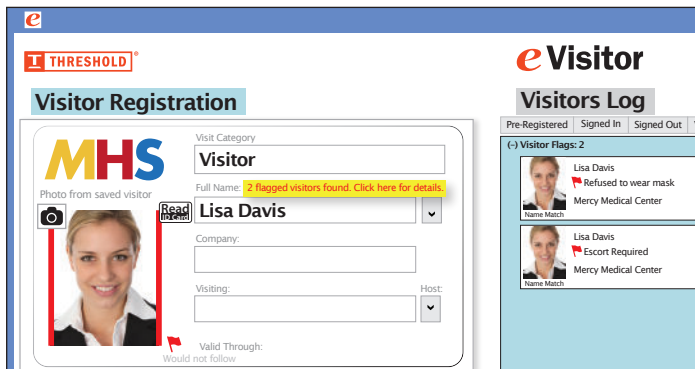 e
THRESHOLD®
eVisitor
Visitor Registration
Visitors Log
Pre-Registered Signed In Signed Out
(-) Visitor Flags: 2
MHS
Photo from saved visitor
Visit Category
Visitor
Full Name: 2 flagged visitors found. Click here for details.
Read
ID Card
Lisa Davis
Company:
Visiting:
Host:
Valid Through:
Would not follow
Lisa Davis
Refused to wear mask
Mercy Medical Center
Name Match
Lisa Davis
Escort Required
Mercy Medical Center
Name Match